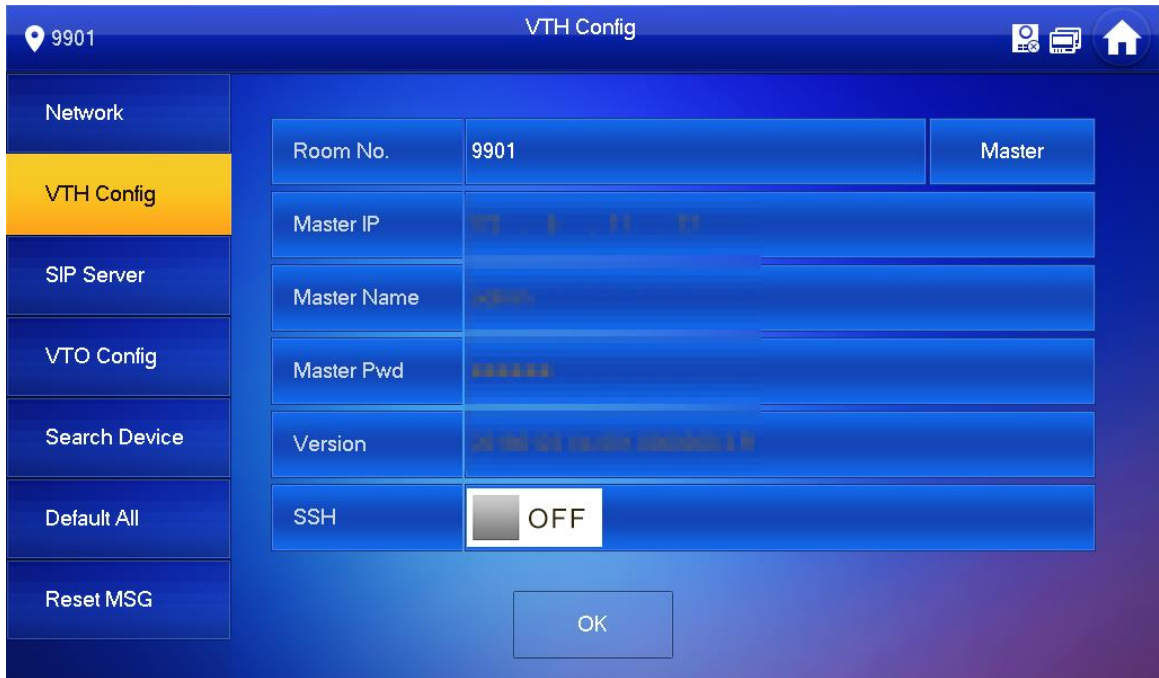 9901
VTH Config
Network
VTH Config
SIP Server
VTO Config
Search Device
Default All
Reset MSG
Room No. 9901 Master
Master IP
Master Name
Master Pwd
Version
SSH OFF
OK